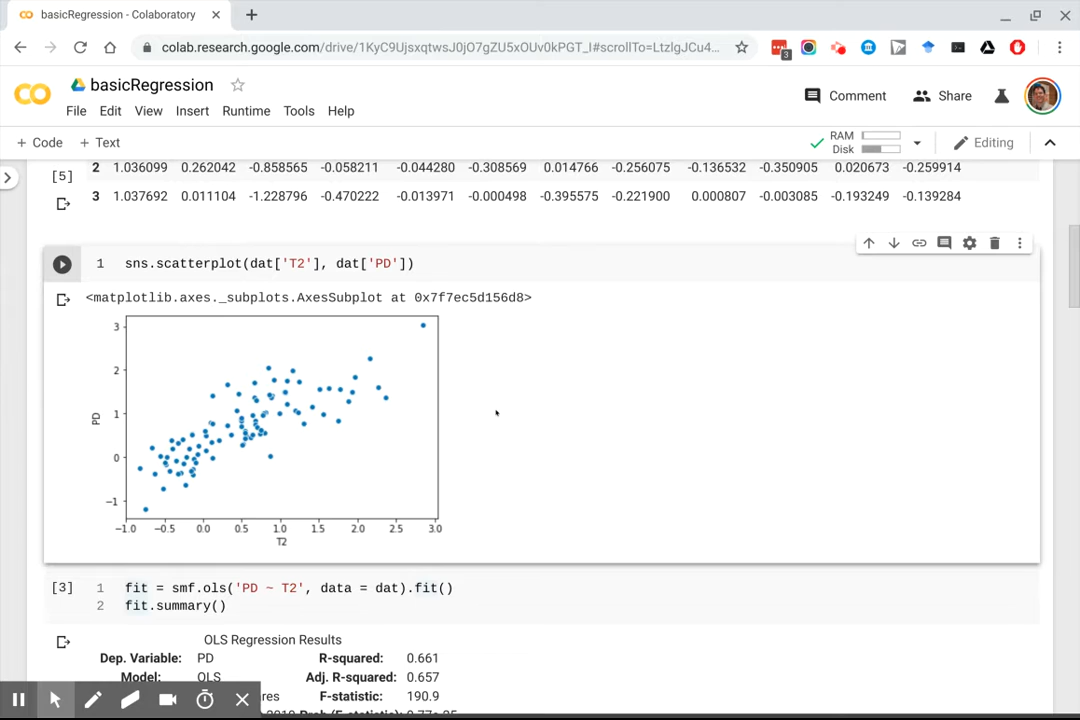 basicRegression - Colaboratory
colab.research.google.com/drive/1KyC9UjsxqtwsJ0jO7gZU5xOUv0kPGT_I#scrollTo=LtzlgJCu4...
3
basicRegression
File Edit View Insert Runtime Tools Help
Comment Share
+ Code + Text
RAM
Disk
Editing
[5]
2 1.036099 0.262042 -0.858565 -0.058211 -0.044280 -0.308569 0.014766 -0.256075 -0.136532 -0.350905 0.020673 -0.259914
3 1.037692 0.011104 -1.228796 -0.470222 -0.013971 -0.000498 -0.395575 -0.221900 0.000807 -0.003085 -0.193249 -0.139284
1 sns.scatterplot(dat['T2'], dat['PD'])
<matplotlib.axes._subplots.AxesSubplot at 0x7f7ec5d156d8>
3
2
1
0
−1
PD
−1.0 −0.5 0.0 0.5 1.0 1.5 2.0 2.5 3.0
T2
[3] 1 fit = smf.ols('PD ~ T2', data = dat).fit()
2 fit.summary()
OLS Regression Results
Dep. Variable: PD R-squared: 0.661
Model: OLS Adj. R-squared: 0.657
res F-statistic: 190.9